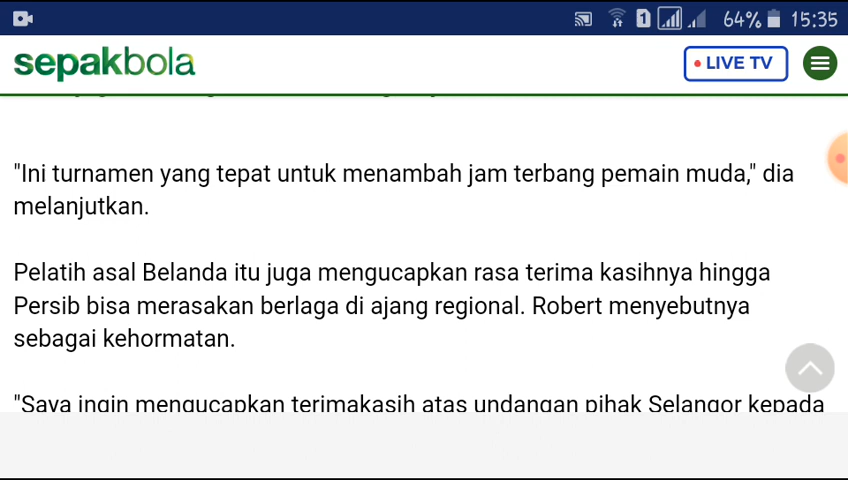 1 64% 15:35
sepakbola
LIVE TV
"Ini turnamen yang tepat untuk menambah jam terbang pemain muda," dia
melanjutkan.
Pelatih asal Belanda itu juga mengucapkan rasa terima kasihnya hingga
Persib bisa merasakan berlaga di ajang regional. Robert menyebutnya
sebagai kehormatan.
"Saya ingin mengucapkan terimakasih atas undangan pihak Selangor kepada